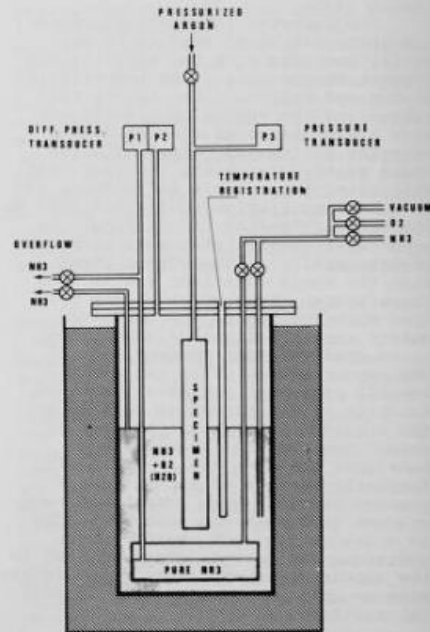 PRESSURIZED
ARGON
DIFF. PRESS.
TRANSDUCER
P1 P2
P3
PRESSURE
TRANSDUCER
TEMPERATURE
REGISTRATION
VACUUM
O2
NH3
OVERFLOW
NH3
NH3
SPECIMEN
NH3
+O2
(H2O)
PURE NH3